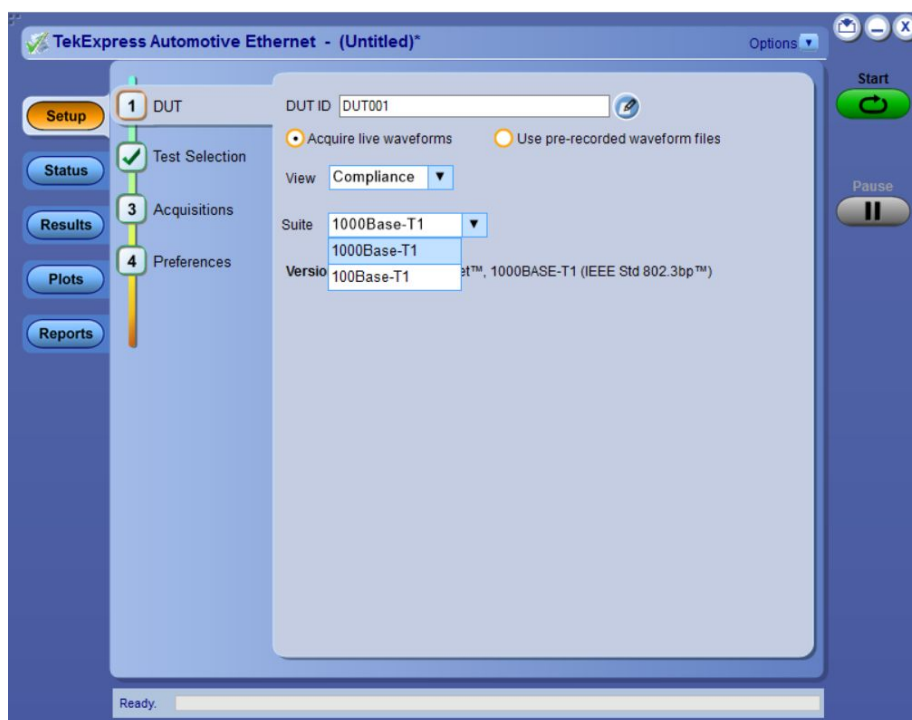 TekExpress Automotive Ethernet - (Untitled)*
Options
X
Start
Pause
Setup
Status
Results
Plots
Reports
1 DUT
Test Selection
3 Acquisitions
4 Preferences
DUT ID DUT001
Acquire live waveforms
Use pre-recorded waveform files
View Compliance
Suite 1000Base-T1
1000Base-T1
100Base-T1
™, 1000BASE-T1 (IEEE Std 802.3bp™)
Ready.